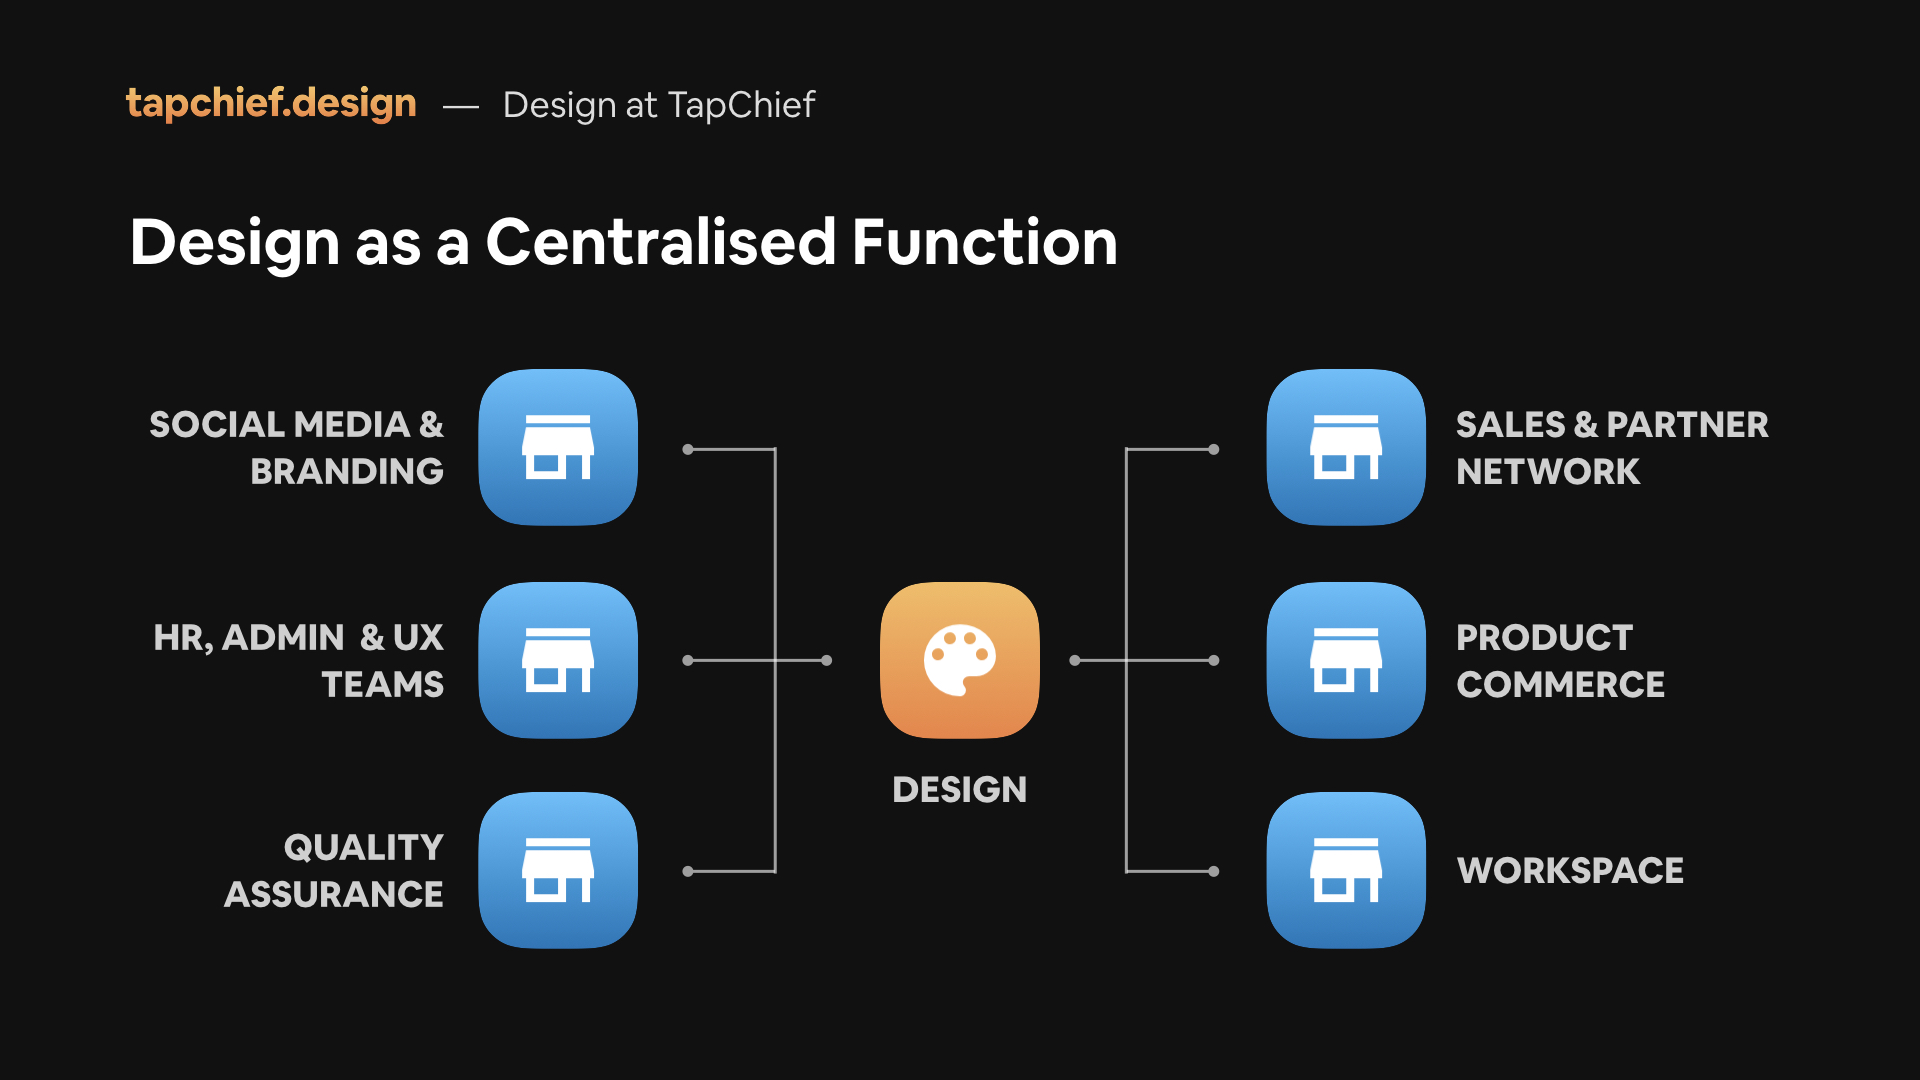 tapchief.design — Design at TapChief
Design as a Centralised Function
SOCIAL MEDIA &
BRANDING
HR, ADMIN  & UX
TEAMS
QUALITY
ASSURANCE
DESIGN
SALES & PARTNER
NETWORK
PRODUCT
COMMERCE
WORKSPACE